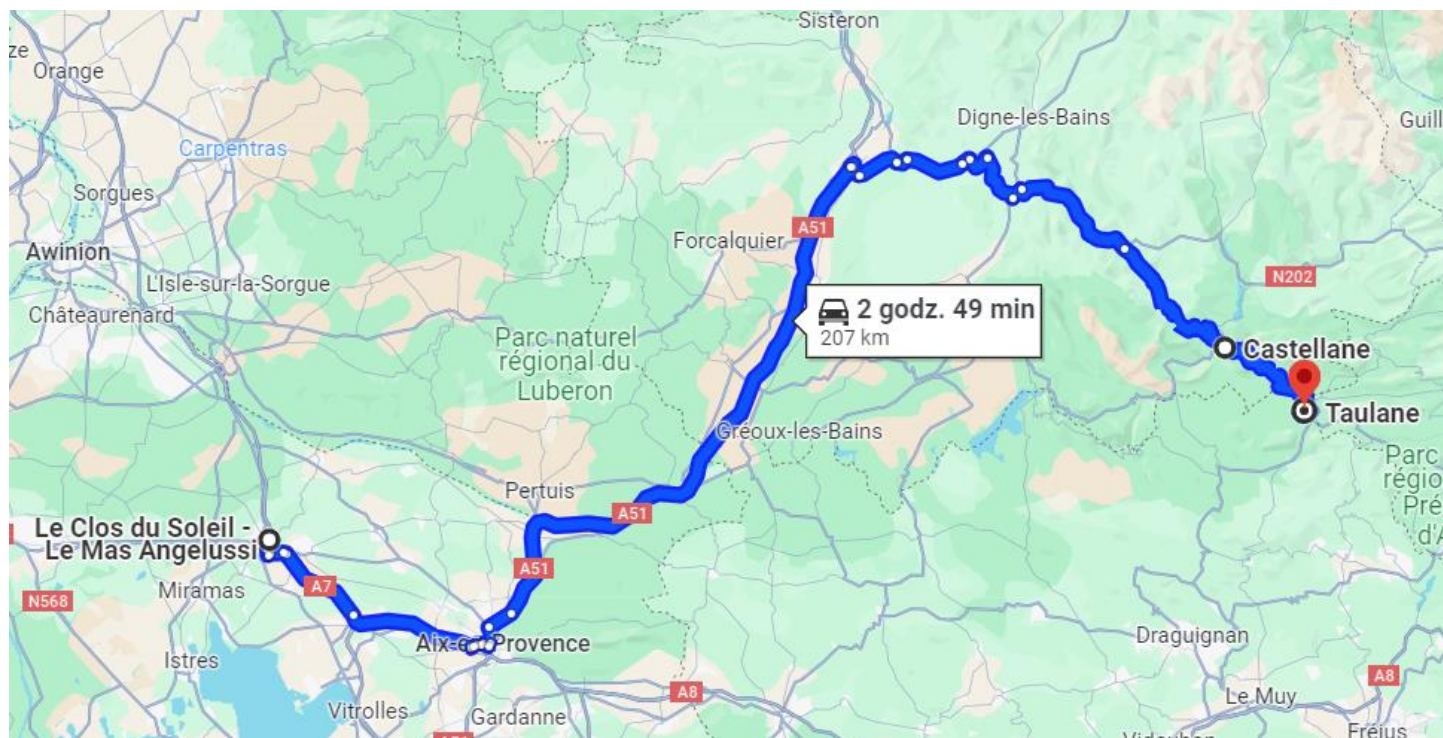 Sisteron
ze
Orange
Digne-les-Bains
Guill
Carpentras
Sorgues
A51
Forcalquier
Awinion
N202
L'Isle-sur-la-Sorgue
2 godz. 49 min
Châteaurenard
207 km
Parc naturel
régional du
Luberon
Castellane
Taulane
Gréoux-les-Bains
Parc
régio
Pré
d'A
Pertuis
A51
Le Clos du Soleil -
Le Mas Angelussi
A51
A7
Miramas
N568
Aix-en-Provence
Draguignan
Istres
A8
A8
Le Muy
Vitrolles
Gardanne
Fréjus